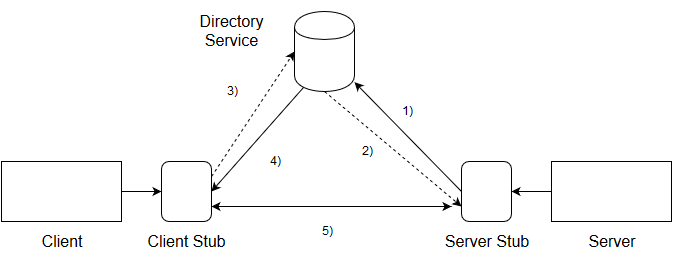 Directory
Service
3)
1)
4)
2)
Client
Client Stub
5)
Server Stub
Server